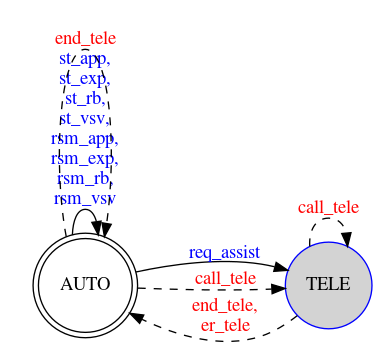 end_tele
st_app,
st_exp,
st_rb,
st_vsv,
rsm_app,
rsm_exp,
rsm_rb,
rsm_vsv
call_tele
req_assist
call_tele
AUTO
TELE
end_tele,
er_tele